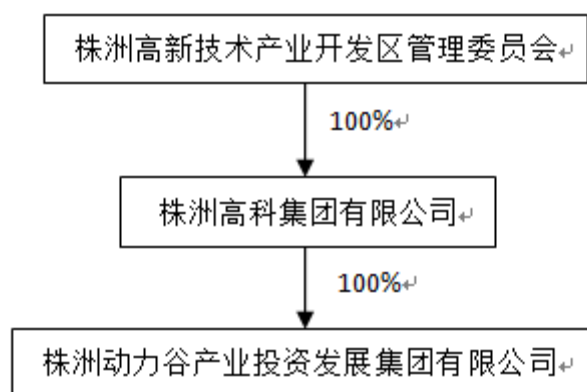 株洲高新技术产业开发区管理委员会
100%
株洲高科集团有限公司
100%
株洲动力谷产业投资发展集团有限公司